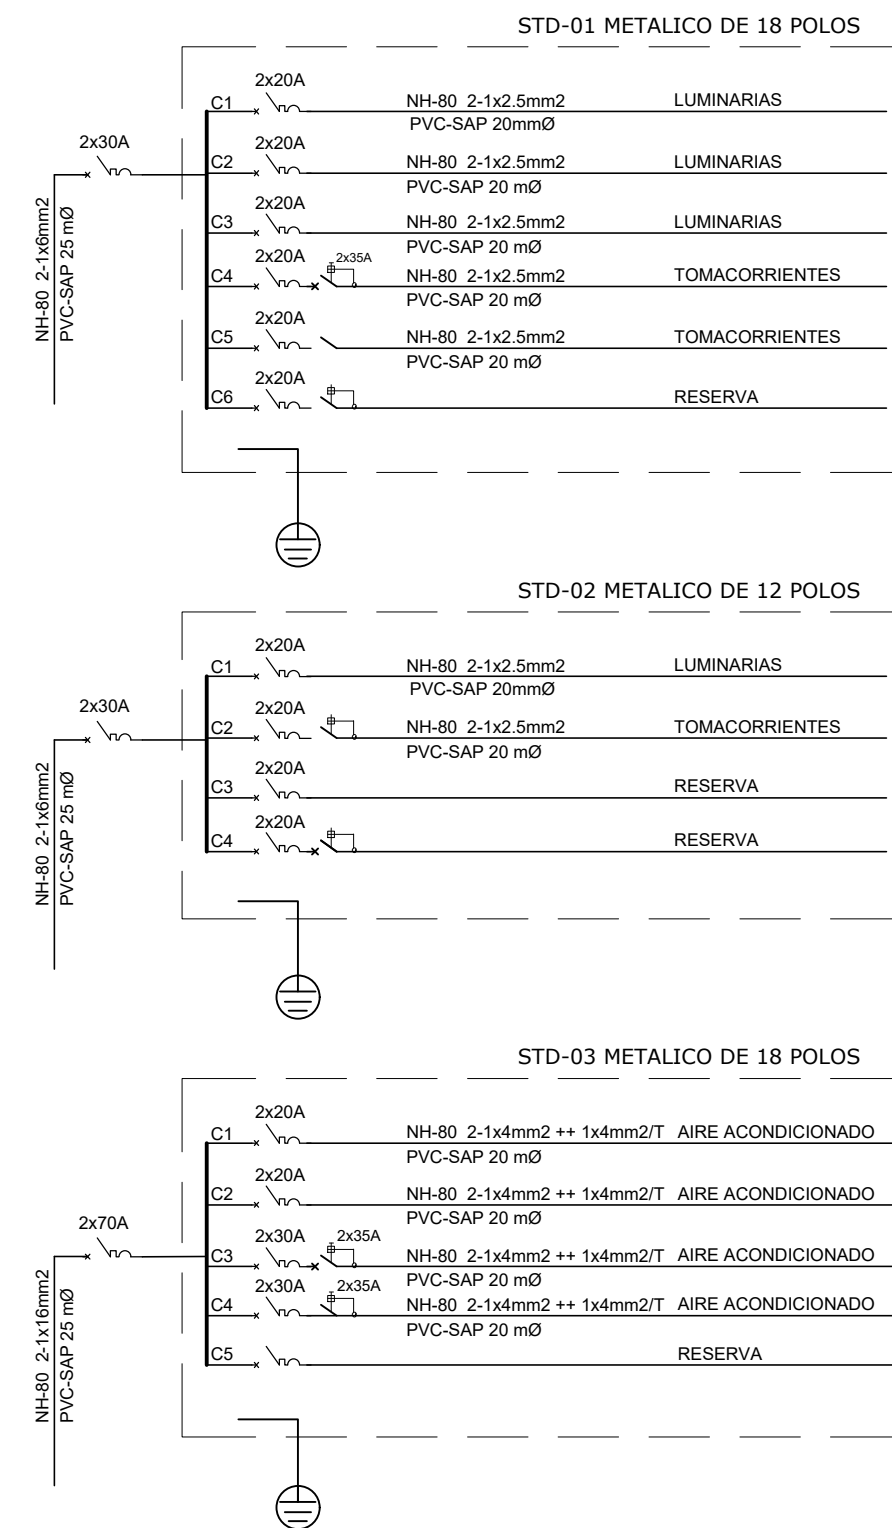 STD-01 METALICO DE 18 POLOS
2x30A
NH-80 2-1x6mm2
PVC-SAP 25 mØ
C1
2x20A
NH-80 2-1x2.5mm2
LUMINARIAS
PVC-SAP 20mmØ
C2
2x20A
NH-80 2-1x2.5mm2
LUMINARIAS
PVC-SAP 20 mØ
C3
2x20A
NH-80 2-1x2.5mm2
LUMINARIAS
PVC-SAP 20 mØ
C4
2x20A
2x35A
NH-80 2-1x2.5mm2
TOMACORRIENTES
PVC-SAP 20 mØ
C5
2x20A
NH-80 2-1x2.5mm2
TOMACORRIENTES
PVC-SAP 20 mØ
C6
2x20A
RESERVA
STD-02 METALICO DE 12 POLOS
2x30A
NH-80 2-1x6mm2
PVC-SAP 25 mØ
C1
2x20A
NH-80 2-1x2.5mm2
LUMINARIAS
PVC-SAP 20mmØ
C2
2x20A
NH-80 2-1x2.5mm2
TOMACORRIENTES
PVC-SAP 20 mØ
C3
2x20A
RESERVA
C4
2x20A
RESERVA
STD-03 METALICO DE 18 POLOS
2x70A
NH-80 2-1x16mm2
PVC-SAP 25 mØ
C1
2x20A
NH-80 2-1x4mm2 ++ 1x4mm2/T
AIRE ACONDICIONADO
PVC-SAP 20 mØ
C2
2x20A
NH-80 2-1x4mm2 ++ 1x4mm2/T
AIRE ACONDICIONADO
PVC-SAP 20 mØ
C3
2x30A
2x35A
NH-80 2-1x4mm2 ++ 1x4mm2/T
AIRE ACONDICIONADO
PVC-SAP 20 mØ
C4
2x30A
2x35A
NH-80 2-1x4mm2 ++ 1x4mm2/T
AIRE ACONDICIONADO
PVC-SAP 20 mØ
C5
RESERVA